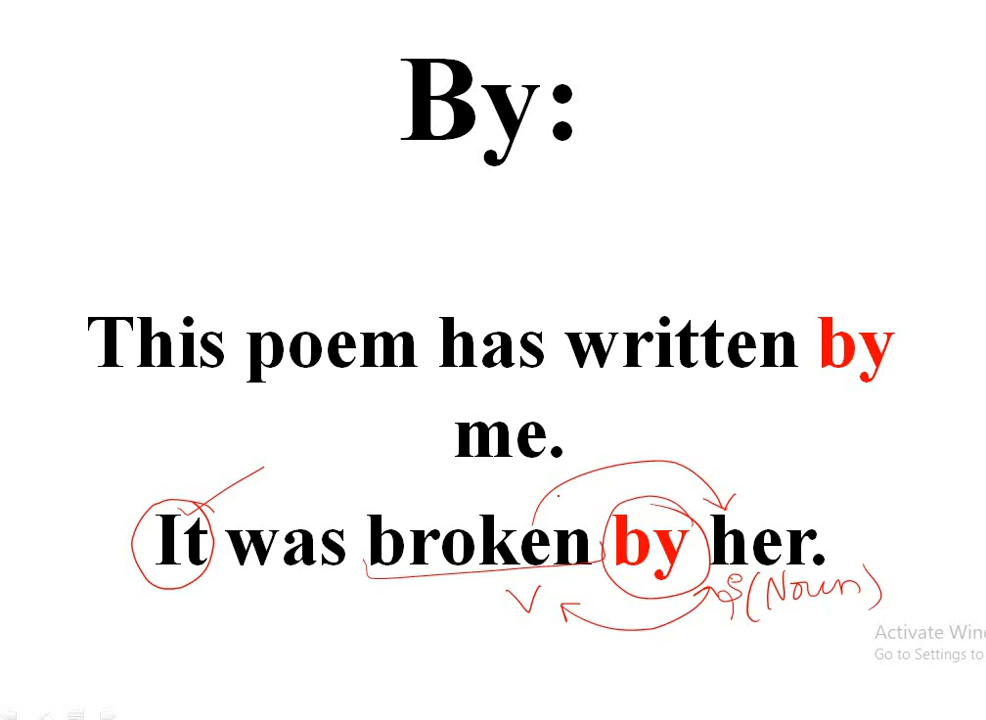 By:
This poem has written by
me.
It was broken by her.
V
(Noun)
Activate Win
Go to Settings to